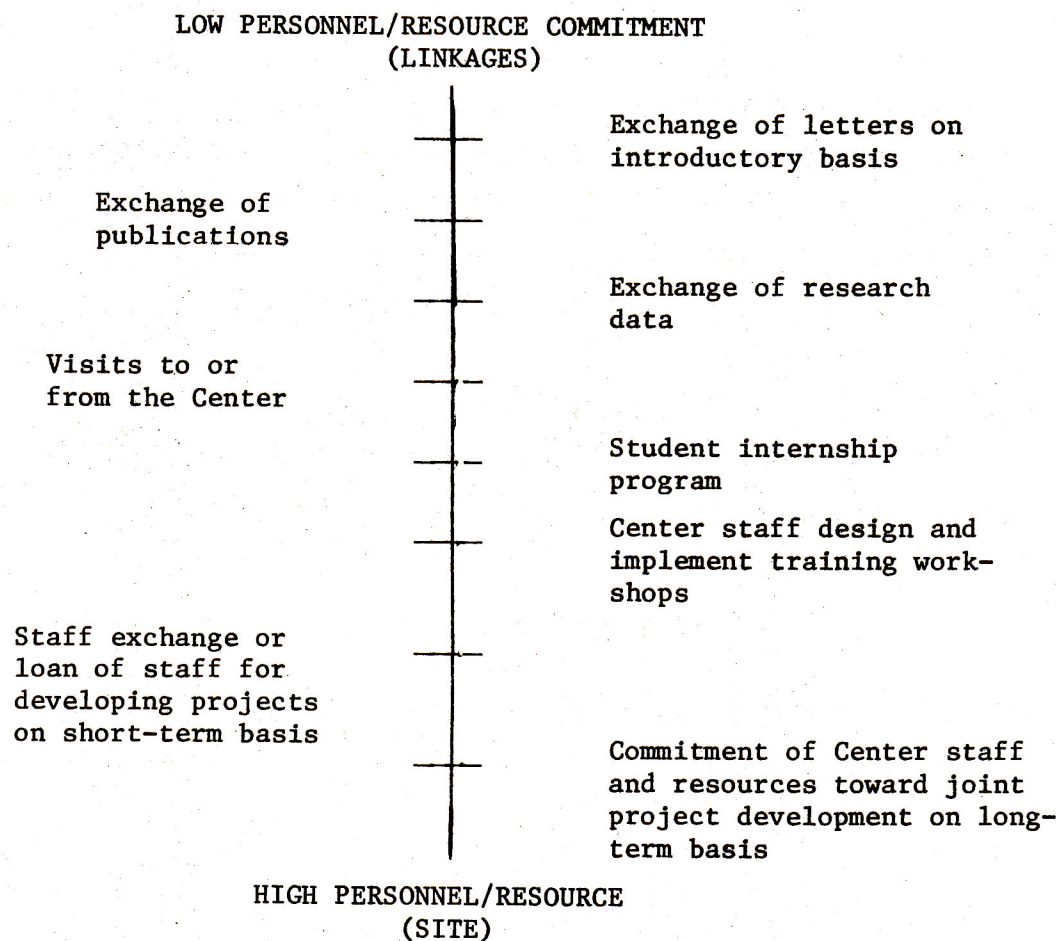 LOW PERSONNEL/RESOURCE COMMITMENT
(LINKAGES)
Exchange of letters on
introductory basis
Exchange of
publications
Exchange of research
data
Visits to or
from the Center
Student internship
program
Center staff design and
implement training work-
shops
Staff exchange or
loan of staff for
developing projects
on short-term basis
Commitment of Center staff
and resources toward joint
project development on long-
term basis
HIGH PERSONNEL/RESOURCE
(SITE)